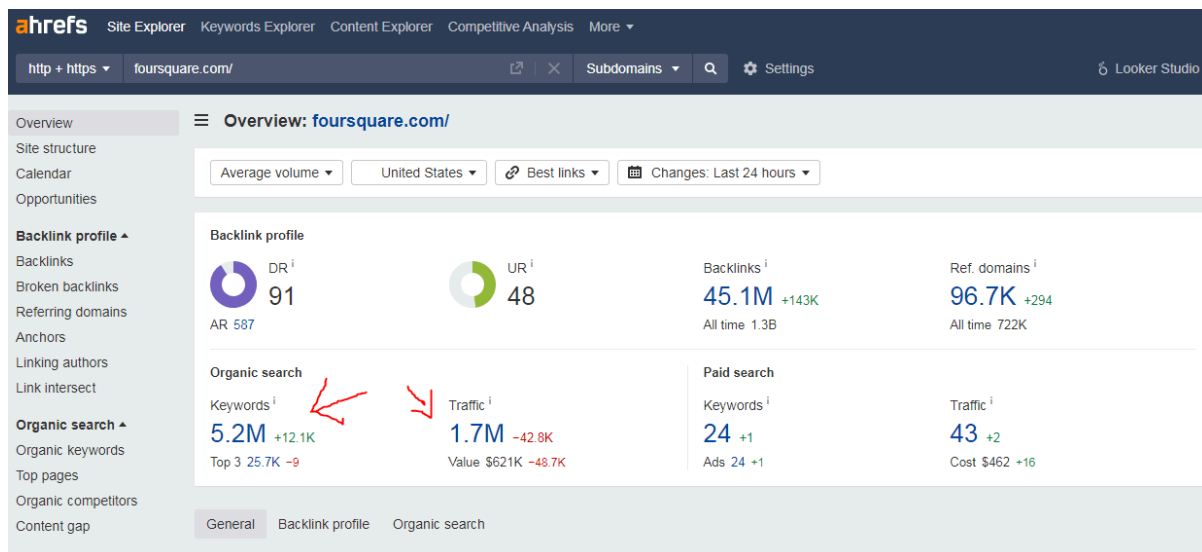 ahrefs Site Explorer Keywords Explorer Content Explorer Competitive Analysis More
http + https foursquare.com/ Subdomains Settings Looker Studio
Overview
Site structure
Calendar
Opportunities
Backlink profile
Backlinks
Broken backlinks
Referring domains
Anchors
Linking authors
Link intersect
Organic search
Organic keywords
Top pages
Organic competitors
Content gap
Overview: foursquare.com/
Average volume United States Best links Changes: Last 24 hours
Backlink profile
DR i UR i Backlinks i Ref. domains i
91 48 45.1M +143K 96.7K +294
AR 587 All time 1.3B All time 722K
Organic search Paid search
Keywords i Traffic i Keywords i Traffic i
5.2M +12.1K 1.7M −42.8K 24 +1 43 +2
Top 3 25.7K −9 Value $621K −48.7K Ads 24 +1 Cost $462 +16
General Backlink profile Organic search